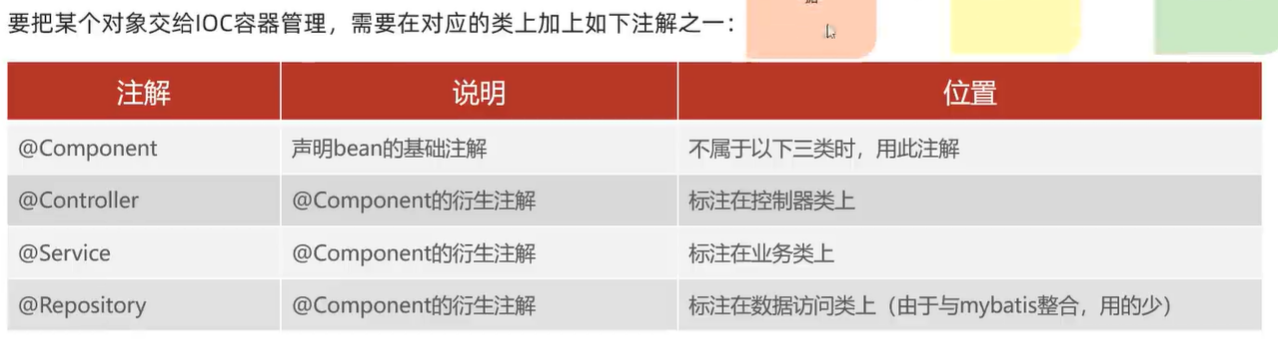 据
要把某个对象交给IOC容器管理，需要在对应的类上加上如下注解之一：
注解 说明 位置
@Component 声明bean的基础注解 不属于以下三类时，用此注解
@Controller @Component的衍生注解 标注在控制器类上
@Service @Component的衍生注解 标注在业务类上
@Repository @Component的衍生注解 标注在数据访问类上（由于与mybatis整合，用的少）